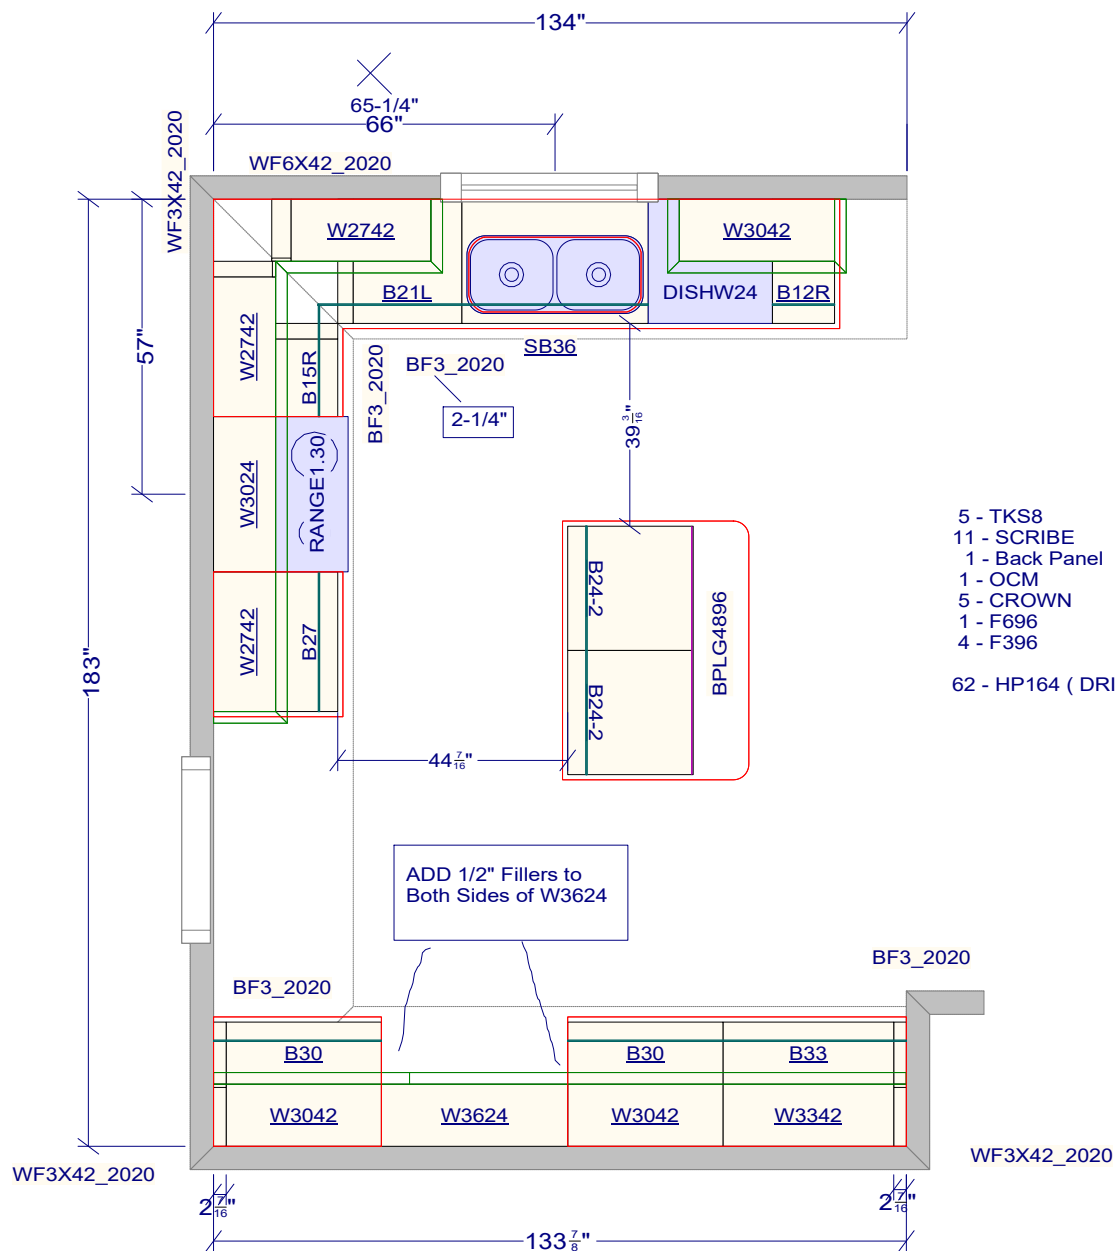 134"
65-1/4"
66"
WF3X42_2020
WF6X42_2020
W2742
W3042
B21L
DISHW24
B12R
SB36
57"
W2742
B15R
BF3_2020
BF3_2020
2-1/4"
39 3/16"
W3024
RANGE1.30
5 - TKS8
11 - SCRIBE
1 - Back Panel
1 - OCM
5 - CROWN
1 - F696
4 - F396
62 - HP164 ( DRI
183"
W2742
B27
B24-2
B24-2
BPLG4896
44 7/16"
ADD 1/2" Fillers to
Both Sides of W3624
BF3_2020
BF3_2020
B30
B30
B33
W3042
W3624
W3042
W3342
WF3X42_2020
WF3X42_2020
2 7/16"
2 7/16"
133 7/8"